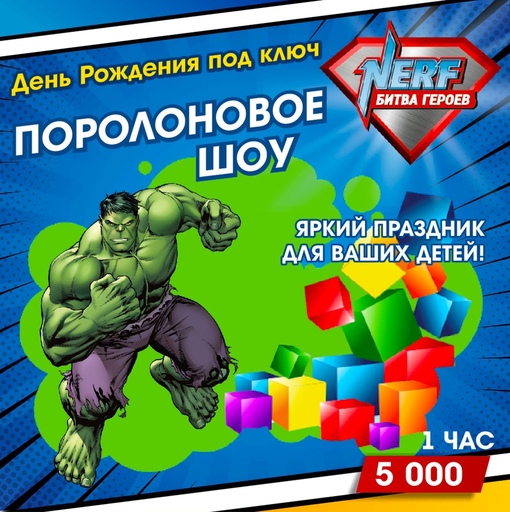 День Рождения под ключ
NERF
БИТВА ГЕРОЕВ
ПОРОЛОНОВОЕ
ШОУ
ЯРКИЙ ПРАЗДНИК
ДЛЯ ВАШИХ ДЕТЕЙ!
1 ЧАС
5 000